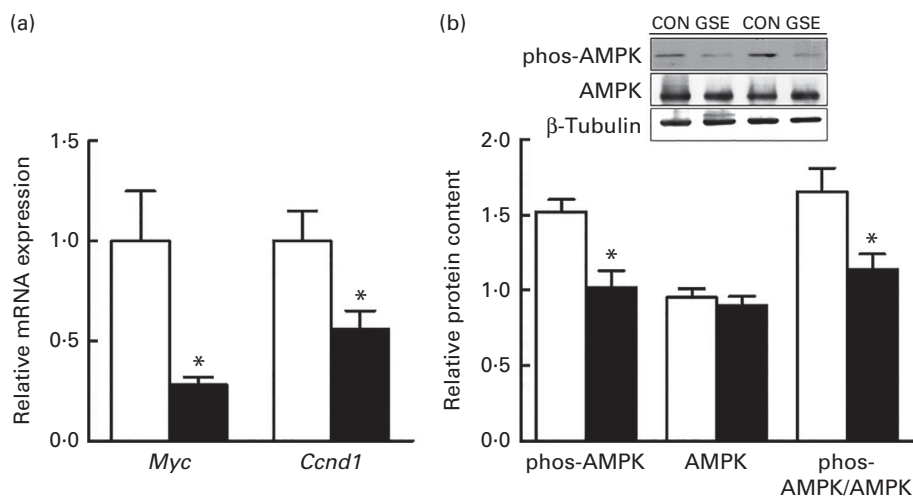 (a)
1·5
1·0
0·5
0·0
Relative mRNA expression
*
*
Myc
Ccnd1
(b)
CON GSE CON GSE
phos-AMPK
AMPK
β-Tubulin
2·0
1·5
1·0
0·5
0·0
Relative protein content
*
*
phos-AMPK
AMPK
phos-
AMPK/AMPK